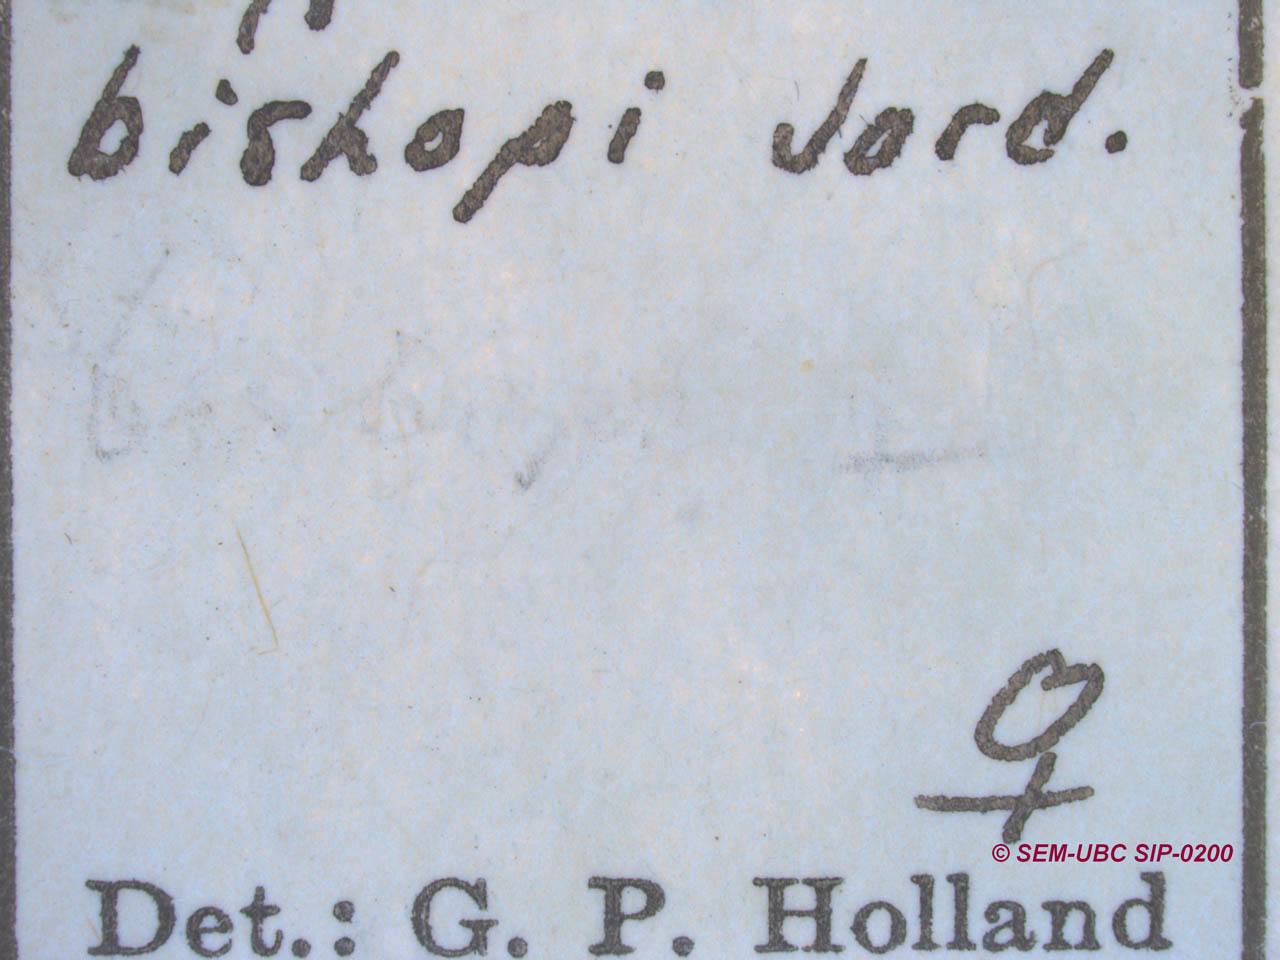 bishopi Jord.
♀
© SEM-UBC SIP-0200
Det.: G. P. Holland